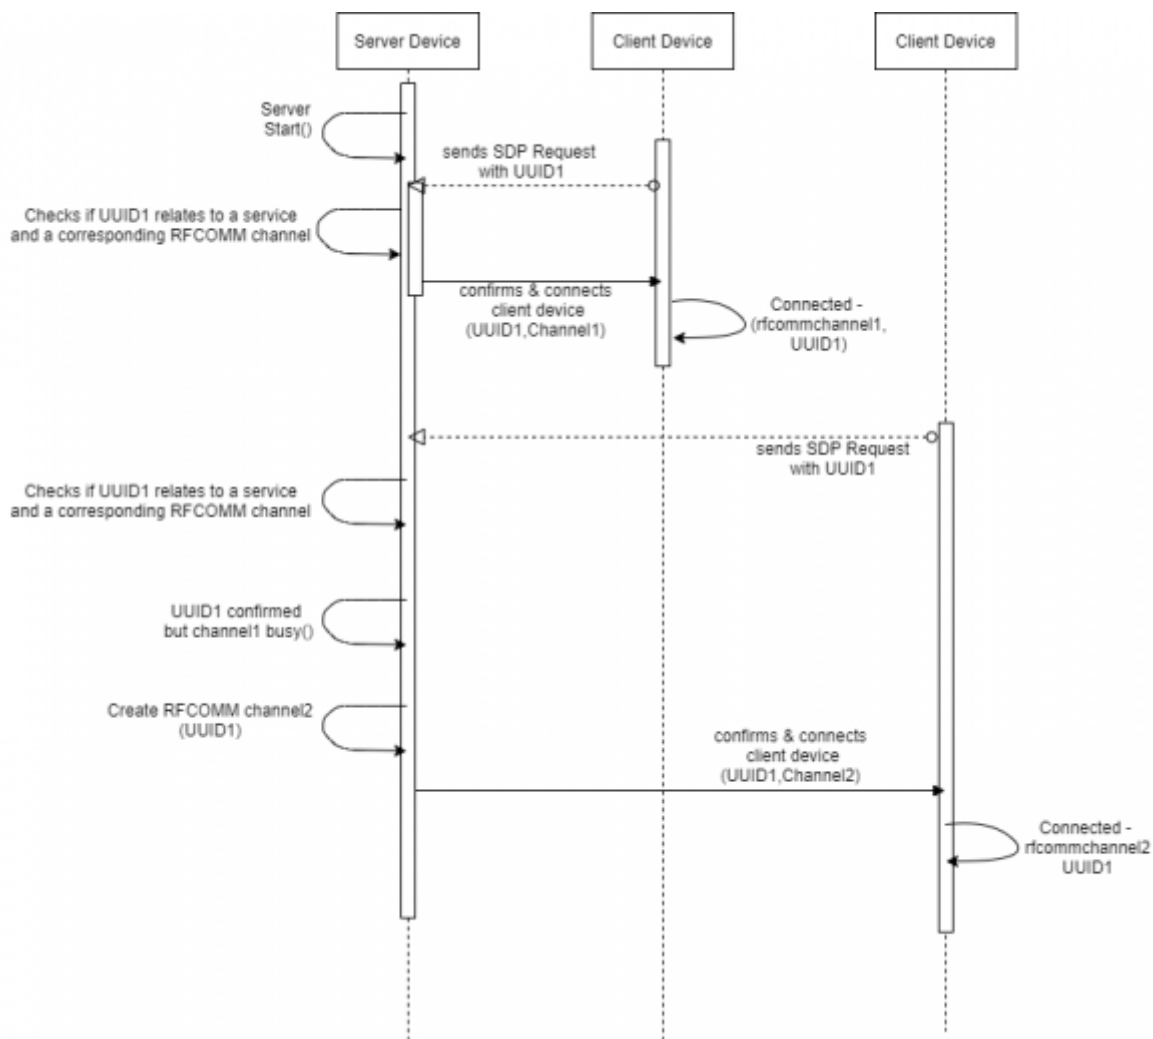 Server Device
Client Device
Client Device
Server
Start()
sends SDP Request
with UUID1
Checks if UUID1 relates to a service
and a corresponding RFCOMM channel
confirms & connects
client device
(UUID1,Channel1)
Connected -
(rfcommchannel1,
UUID1)
sends SDP Request
with UUID1
Checks if UUID1 relates to a service
and a corresponding RFCOMM channel
UUID1 confirmed
but channel1 busy()
Create RFCOMM channel2
(UUID1)
confirms & connects
client device
(UUID1,Channel2)
Connected -
rfcommchannel2
UUID1